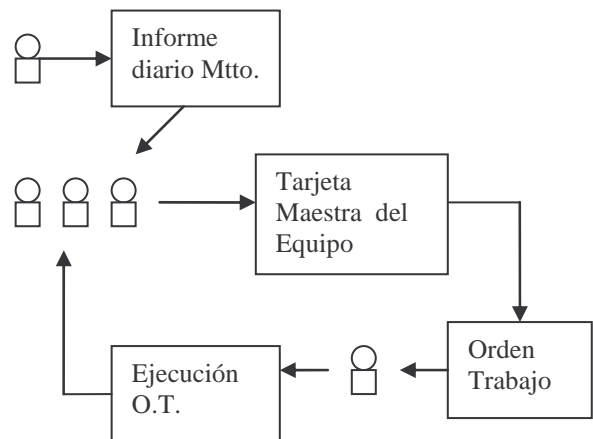 Informe
diario Mtto.
Tarjeta
Maestra del
Equipo
Orden
Trabajo
Ejecución
O.T.